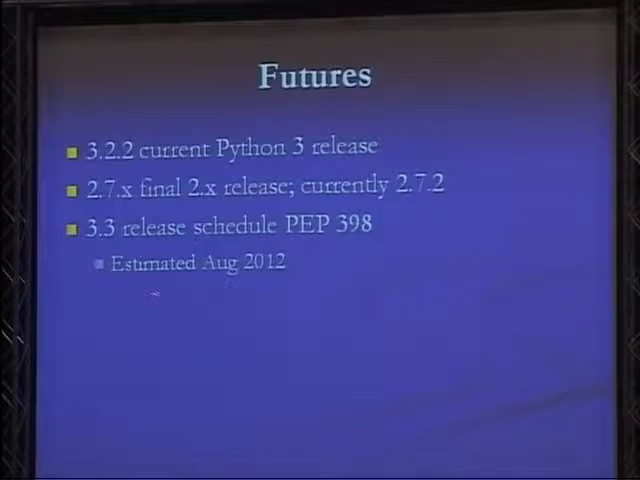 Futures
3.2.2 current Python 3 release
2.7.x final 2.x release; currently 2.7.2
3.3 release schedule PEP 398
Estimated Aug 2012